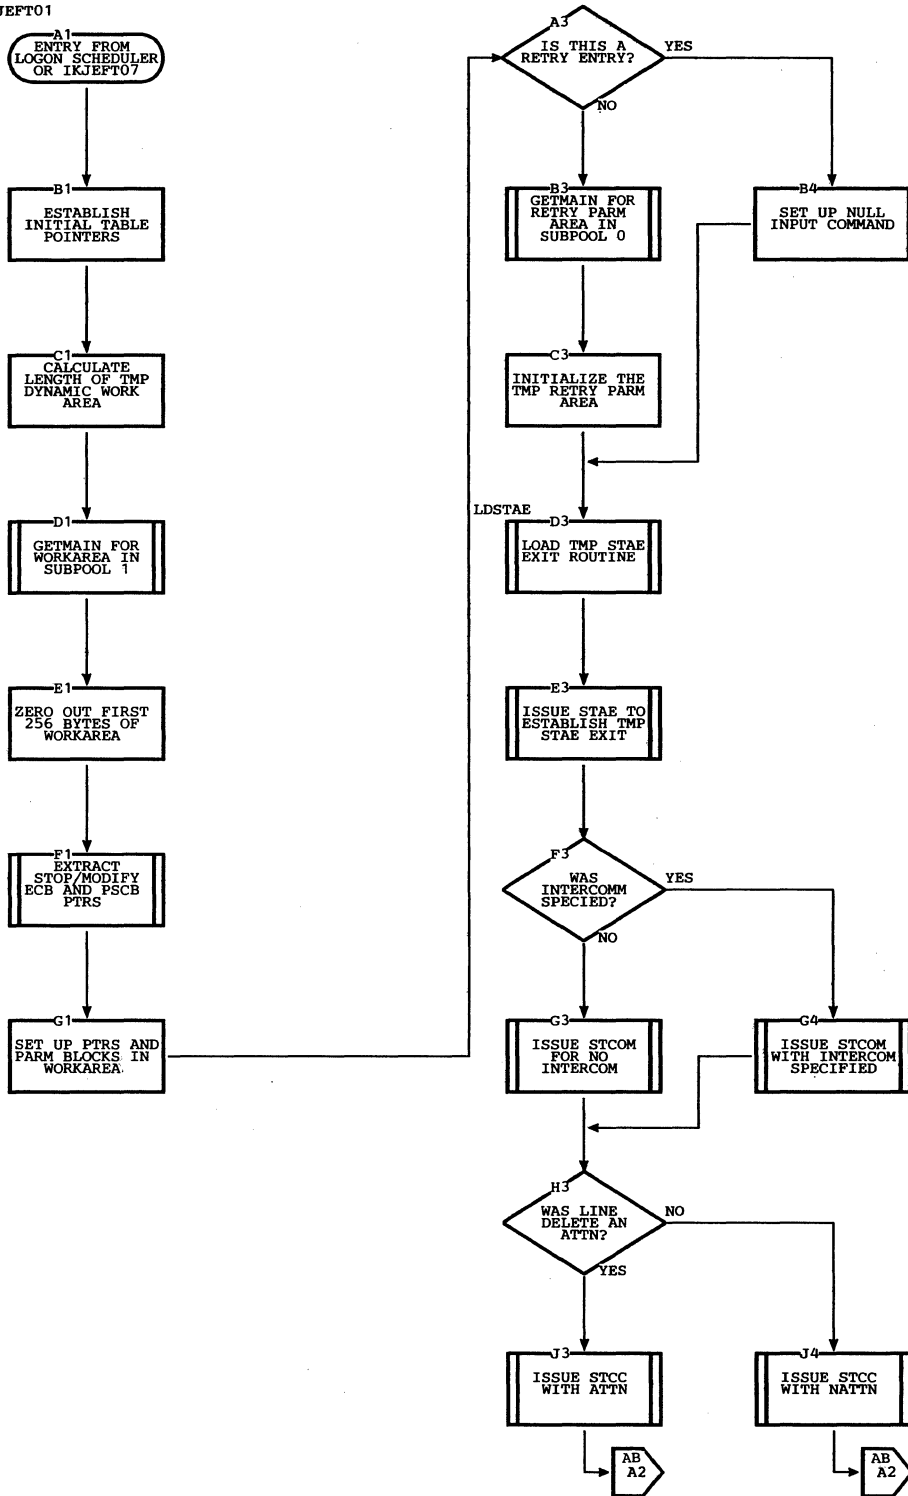 JEFT01
A1
ENTRY FROM
LOGON SCHEDULER
OR IKJEFT07
B1
ESTABLISH
INITIAL TABLE
POINTERS
C1
CALCULATE
LENGTH OF TMP
DYNAMIC WORK
AREA
D1
GETMAIN FOR
WORKAREA IN
SUBPOOL 1
E1
ZERO OUT FIRST
256 BYTES OF
WORKAREA
F1
EXTRACT
STOP/MODIFY
ECB AND PSCB
PTRS
G1
SET UP PTRS AND
PARM BLOCKS IN
WORKAREA
A3
IS THIS A
RETRY ENTRY?
YES
NO
B3
GETMAIN FOR
RETRY PARM
AREA IN
SUBPOOL 0
B4
SET UP NULL
INPUT COMMAND
C3
INITIALIZE THE
TMP RETRY PARM
AREA
LDSTAE
D3
LOAD TMP STAE
EXIT ROUTINE
E3
ISSUE STAE TO
ESTABLISH TMP
STAE EXIT
F3
WAS
INTERCOMM
SPECIED?
YES
NO
G3
ISSUE STCOM
FOR NO
INTERCOM
G4
ISSUE STCOM
WITH INTERCOM
SPECIFIED
H3
WAS LINE
DELETE AN
ATTN?
NO
YES
J3
ISSUE STCC
WITH ATTN
J4
ISSUE STCC
WITH NATTN
AB
A2
AB
A2